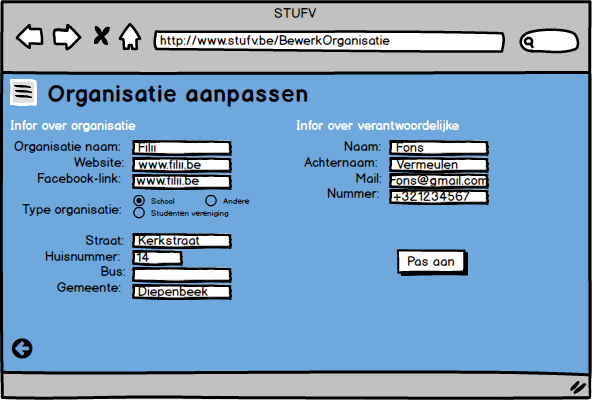 STUFV
http://www.stufv.be/BewerkOrganisatie
Organisatie aanpassen
Infor over organisatie
Organisatie naam: Filii
Website: www.filii.be
Facebook-link: www.filii.be
Type organisatie: School Andere
Studenten vereniging
Straat: Kerkstraat
Huisnummer: 14
Bus:
Gemeente: Diepenbeek
Infor over verantwoordelijke
Naam: Fons
Achternaam: Vermeulen
Mail: Fons@gmail.com
Nummer: +321234567
Pas aan